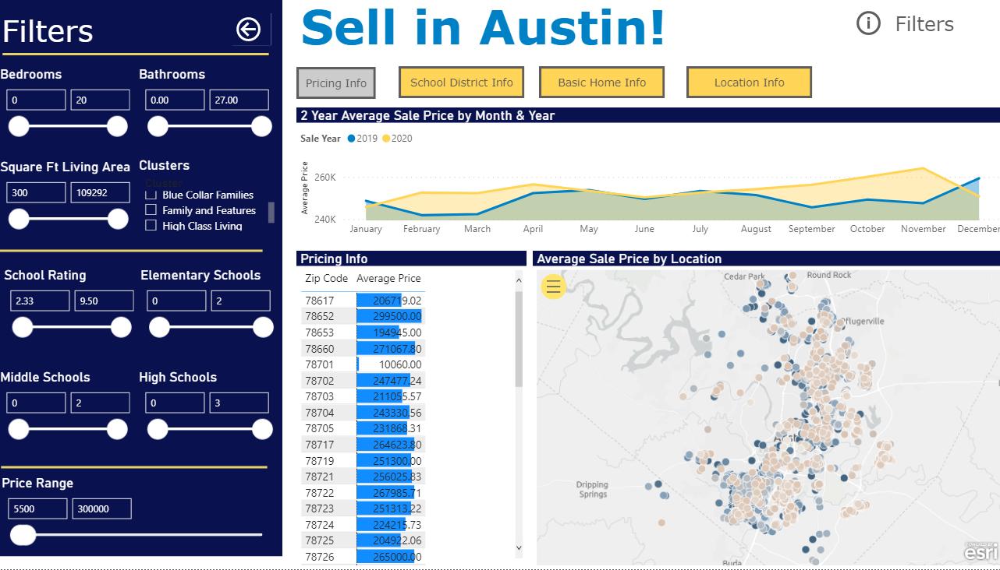 Filters
Bedrooms Bathrooms
0 20 0.00 27.00
Square Ft Living Area Clusters
300 109292
Cluster
Blue Collar Families
Family and Features
High Class Living
School Rating Elementary Schools
2.33 9.50 0 2
Middle Schools High Schools
0 2 0 3
Price Range
5500 300000
Sell in Austin!
Filters
Pricing Info School District Info Basic Home Info Location Info
2 Year Average Sale Price by Month & Year
Sale Year 2019 2020
Average Price
260K
240K
January February March April May June July August September October November December
Pricing Info
Zip Code Average Price
78617 206719.02
78652 299500.00
78653 194945.00
78660 271067.80
78701 10060.00
78702 247477.24
78703 211055.57
78704 243330.56
78705 231868.31
78717 264623.80
78719 251300.00
78721 256025.83
78722 267985.71
78723 251313.22
78724 224215.73
78725 204922.06
78726 265000.00
Average Sale Price by Location
Cedar Park Round Rock
Pflugerville
Dripping
Springs
Buda
POWERED BY
esri